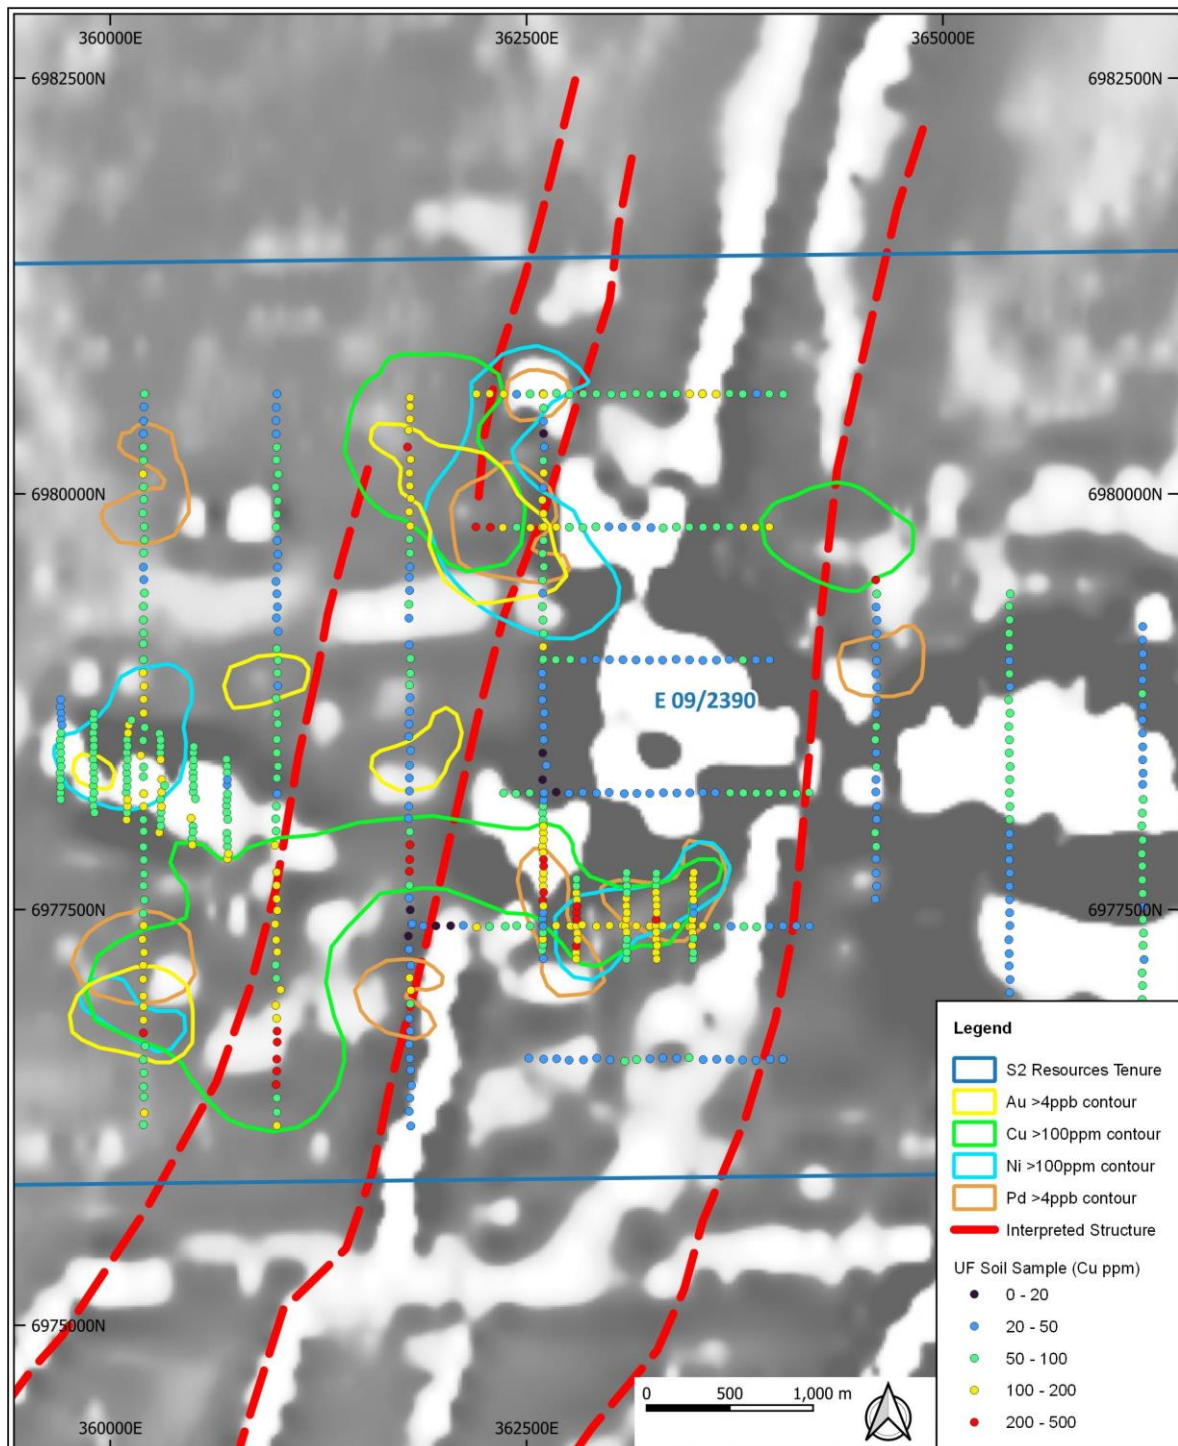 360000E 362500E 365000E
6982500N 6982500N
6980000N 6980000N
E 09/2390
6977500N 6977500N
Legend
S2 Resources Tenure
Au >4ppb contour
Cu >100ppm contour
Ni >100ppm contour
Pd >4ppb contour
Interpreted Structure
UF Soil Sample (Cu ppm)
0 - 20
20 - 50
50 - 100
100 - 200
200 - 500
6975000N
0 500 1,000 m
360000E 362500E